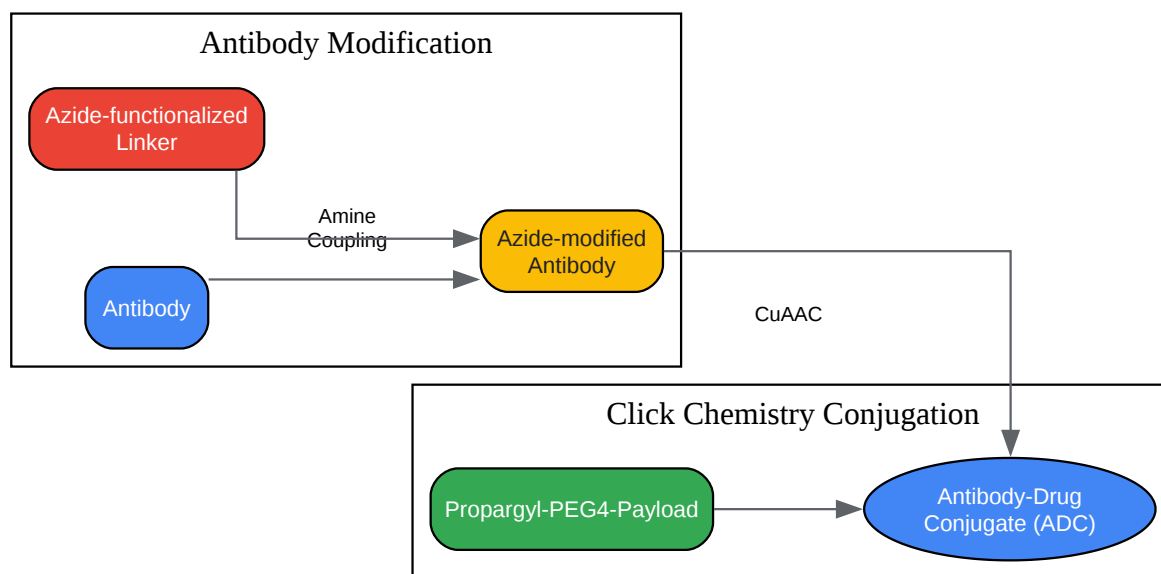 Antibody Modification
Azide-functionalized
Linker
Amine
Coupling
Azide-modified
Antibody
Antibody
CuAAC
Click Chemistry Conjugation
Propargyl-PEG4-Payload
Antibody-Drug
Conjugate (ADC)